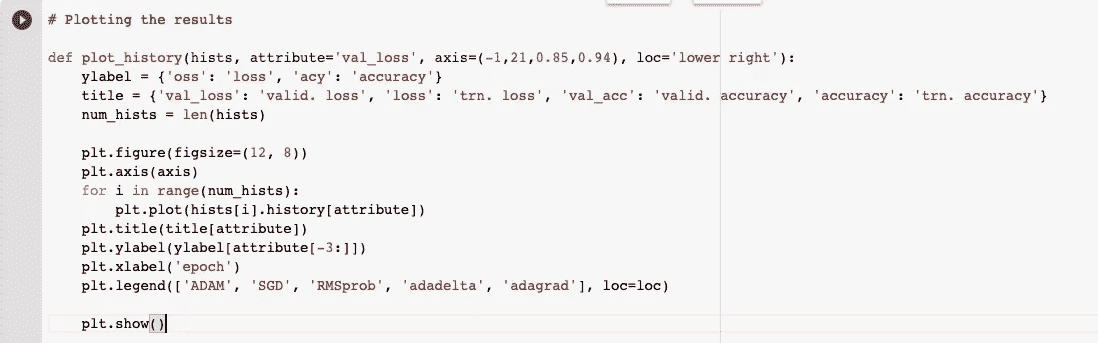 # Plotting the results
def plot_history(hists, attribute='val_loss', axis=(-1,21,0.85,0.94), loc='lower right'):
    ylabel = {'oss': 'loss', 'acy': 'accuracy'}
    title = {'val_loss': 'valid. loss', 'loss': 'trn. loss', 'val_acc': 'valid. accuracy', 'accuracy': 'trn. accuracy'}
    num_hists = len(hists)
    plt.figure(figsize=(12, 8))
    plt.axis(axis)
    for i in range(num_hists):
        plt.plot(hists[i].history[attribute])
    plt.title(title[attribute])
    plt.ylabel(ylabel[attribute[-3:]])
    plt.xlabel('epoch')
    plt.legend(['ADAM', 'SGD', 'RMSprob', 'adadelta', 'adagrad'], loc=loc)
    plt.show()